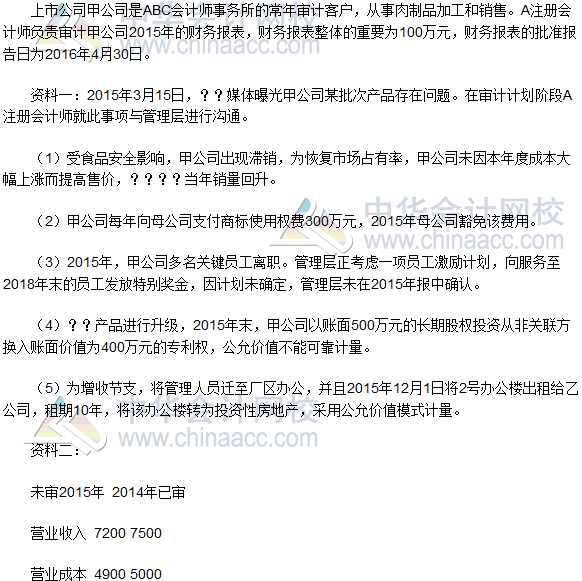 上市公司甲公司是ABC会计师事务所的常年审计客户，从事肉制品加工和销售。A注册会
计师负责审计甲公司2015年的财务报表，财务报表整体的重要为100万元，财务报表的批准报
告日为2016年4月30日。
资料一：2015年3月15日，？？媒体曝光甲公司某批次产品存在问题。在审计计划阶段A
注册会计师就此事项与管理层进行沟通。
（1）受食品安全影响，甲公司出现滞销，为恢复市场占有率，甲公司未因本年度成本大
幅上涨而提高售价，？？？？当年销量回升。
（2）甲公司每年向母公司支付商标使用权费300万元，2015年母公司豁免该费用。
（3）2015年，甲公司多名关键员工离职。管理层正考虑一项员工激励计划，向服务至
2018年末的员工发放特别奖金，因计划未确定，管理层未在2015年报中确认。
（4）？？产品进行升级，2015年末，甲公司以账面500万元的长期股权投资从非关联方
换入账面价值为400万元的专利权，公允价值不能可靠计量。
（5）为增收节支，将管理人员迁至厂区办公，并且2015年12月1日将2号办公楼出租给乙
公司，租期10年，将该办公楼转为投资性房地产，采用公允价值模式计量。
资料二：
未审2015年 2014年已审
营业收入 7200 7500
营业成本 4900 5000
中华会计网校
www.chinaacc.com
中华会计网校
www.chinaacc.com
中华会计网校
www.chinaacc.com